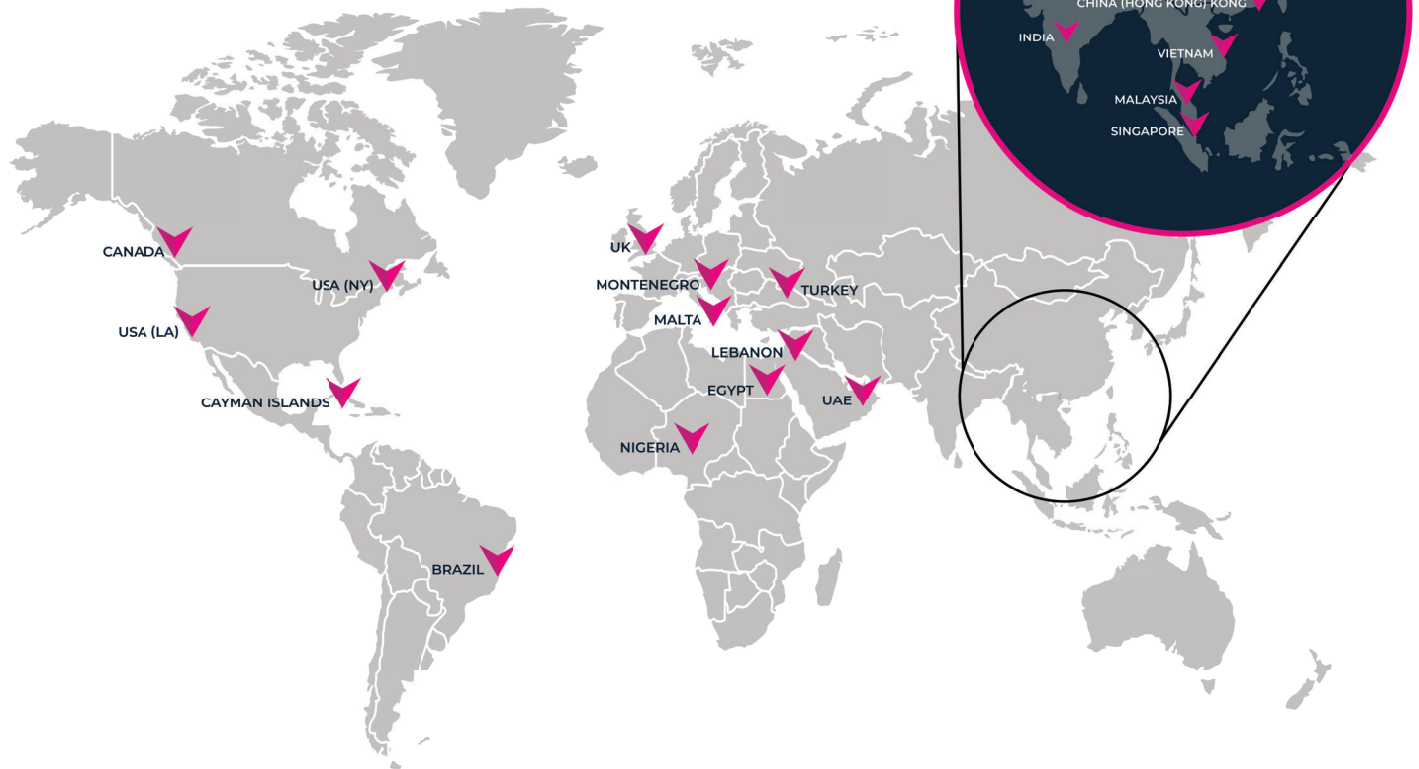 CHINA (HONG KONG) KONG
INDIA
VIETNAM
MALAYSIA
SINGAPORE
CANADA
UK
USA (NY)
MONTENEGRO
TURKEY
USA (LA)
MALTA
LEBANON
EGYPT
UAE
CAYMAN ISLANDS
NIGERIA
BRAZIL